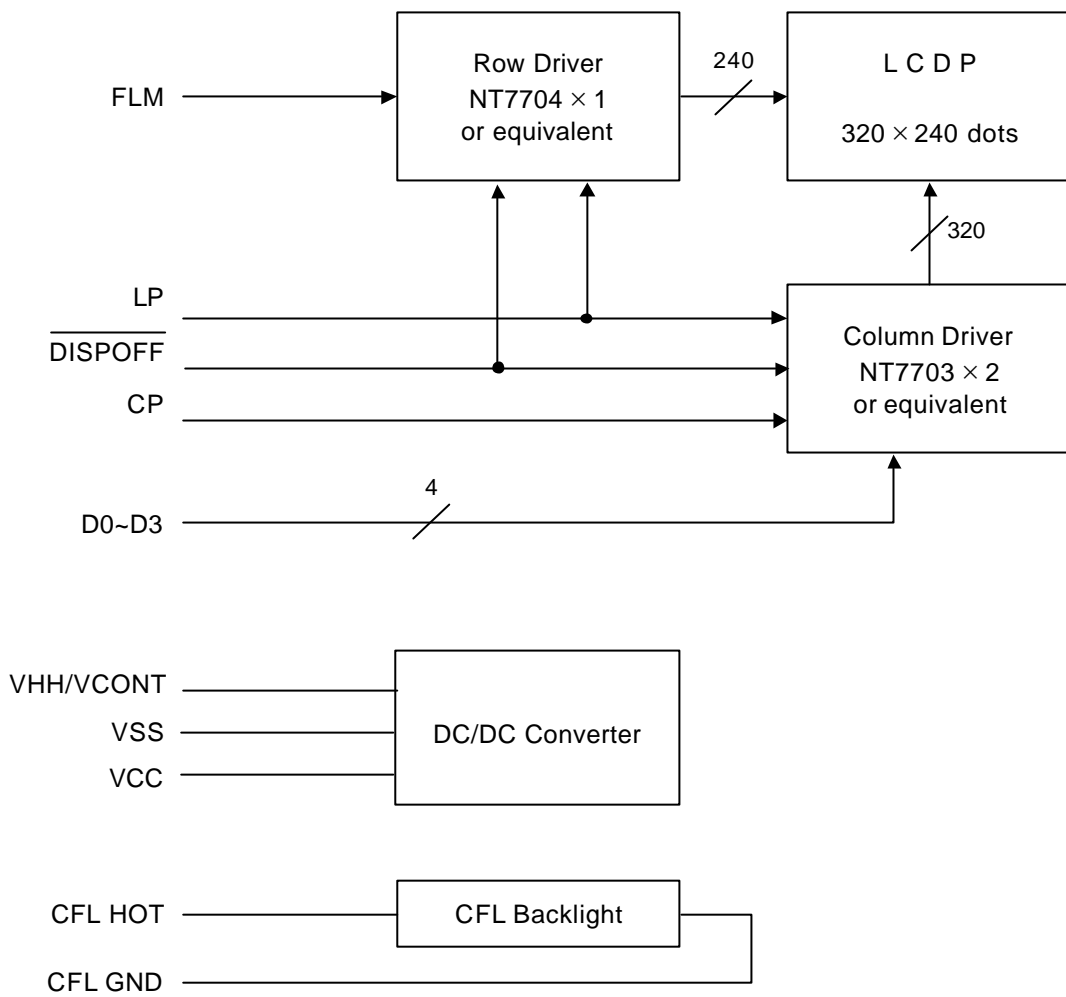 FLM
Row Driver
NT7704 × 1
or equivalent
240
L C D P
320 × 240 dots
320
LP
DISPOFF
CP
Column Driver
NT7703 × 2
or equivalent
D0~D3
4
VHH/VCONT
VSS
VCC
DC/DC Converter
CFL HOT
CFL Backlight
CFL GND